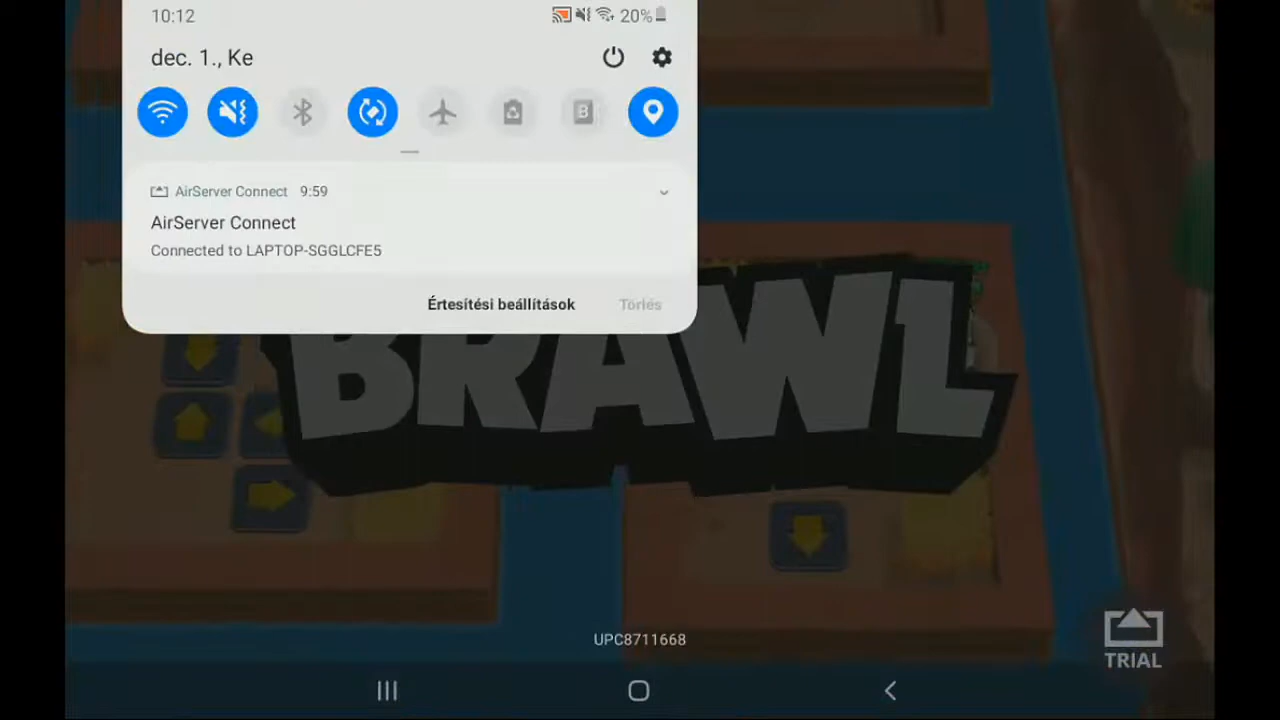 10:12
20%
dec. 1., Ke
B
AirServer Connect 9:59
AirServer Connect
Connected to LAPTOP-SGGLCFE5
Értesítési beállítások Törlés
BRAWL
UPC8711668
TRIAL